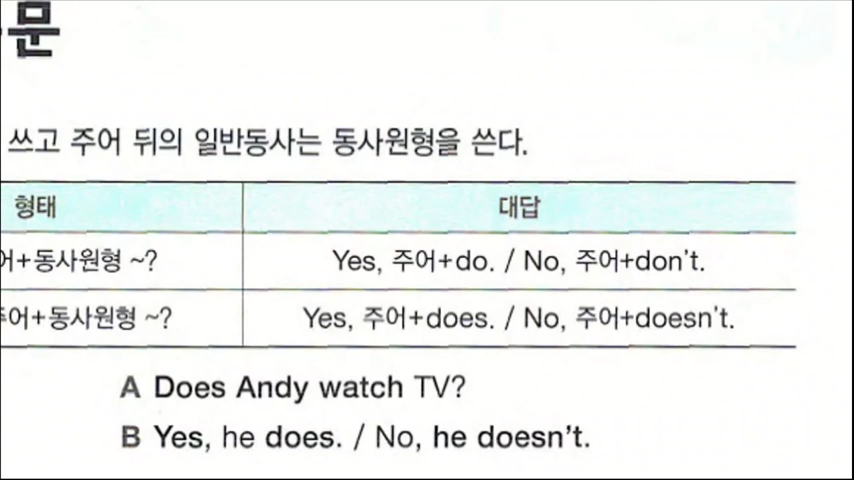 문
쓰고 주어 뒤의 일반동사는 동사원형을 쓴다.
형태 대답
어+동사원형 ~? Yes, 주어+do. / No, 주어+don't.
주어+동사원형 ~? Yes, 주어+does. / No, 주어+doesn't.
A Does Andy watch TV?
B Yes, he does. / No, he doesn't.